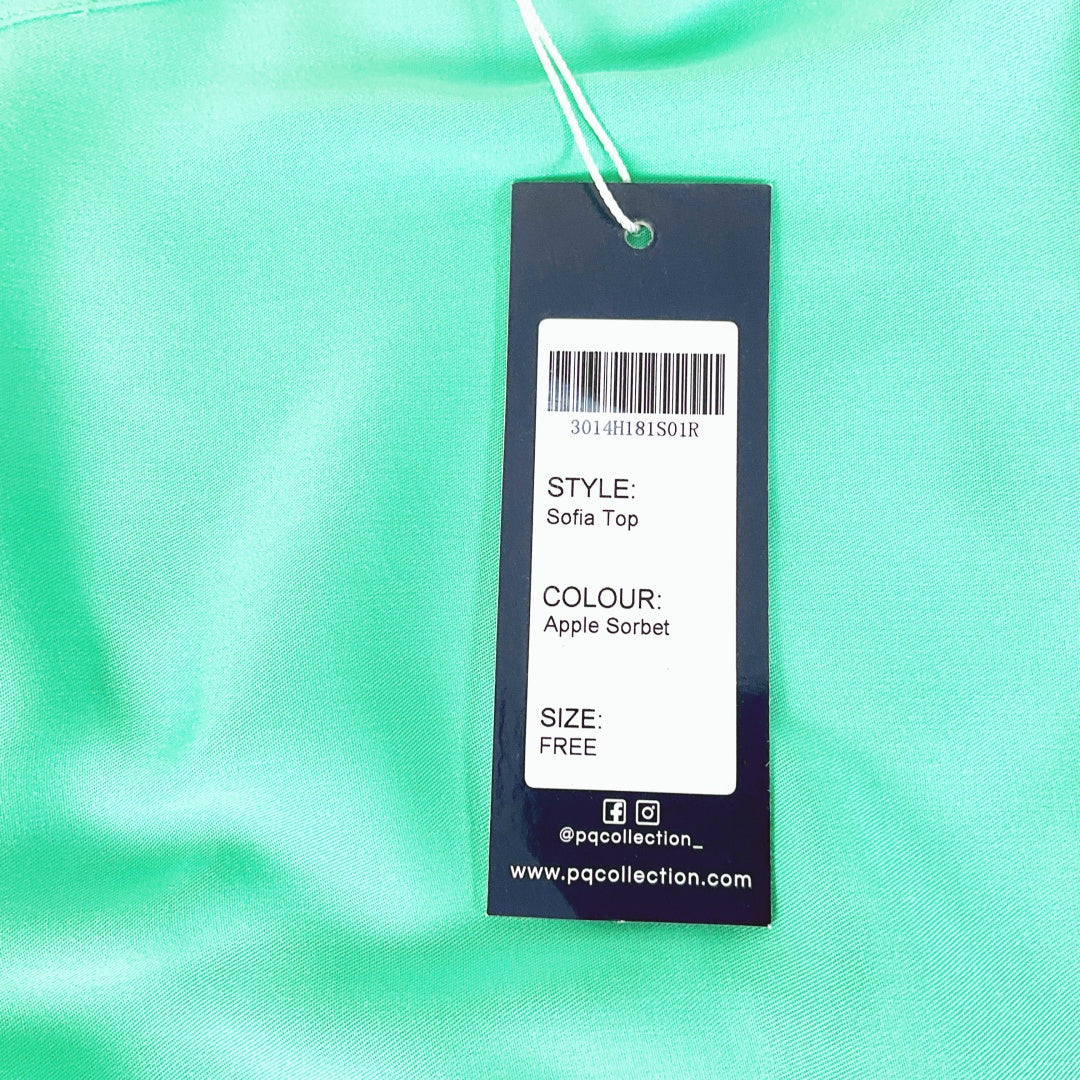 3014H181S01R
STYLE:
Sofia Top
COLOUR:
Apple Sorbet
SIZE:
FREE
@pqcollection_
www.pqcollection.com